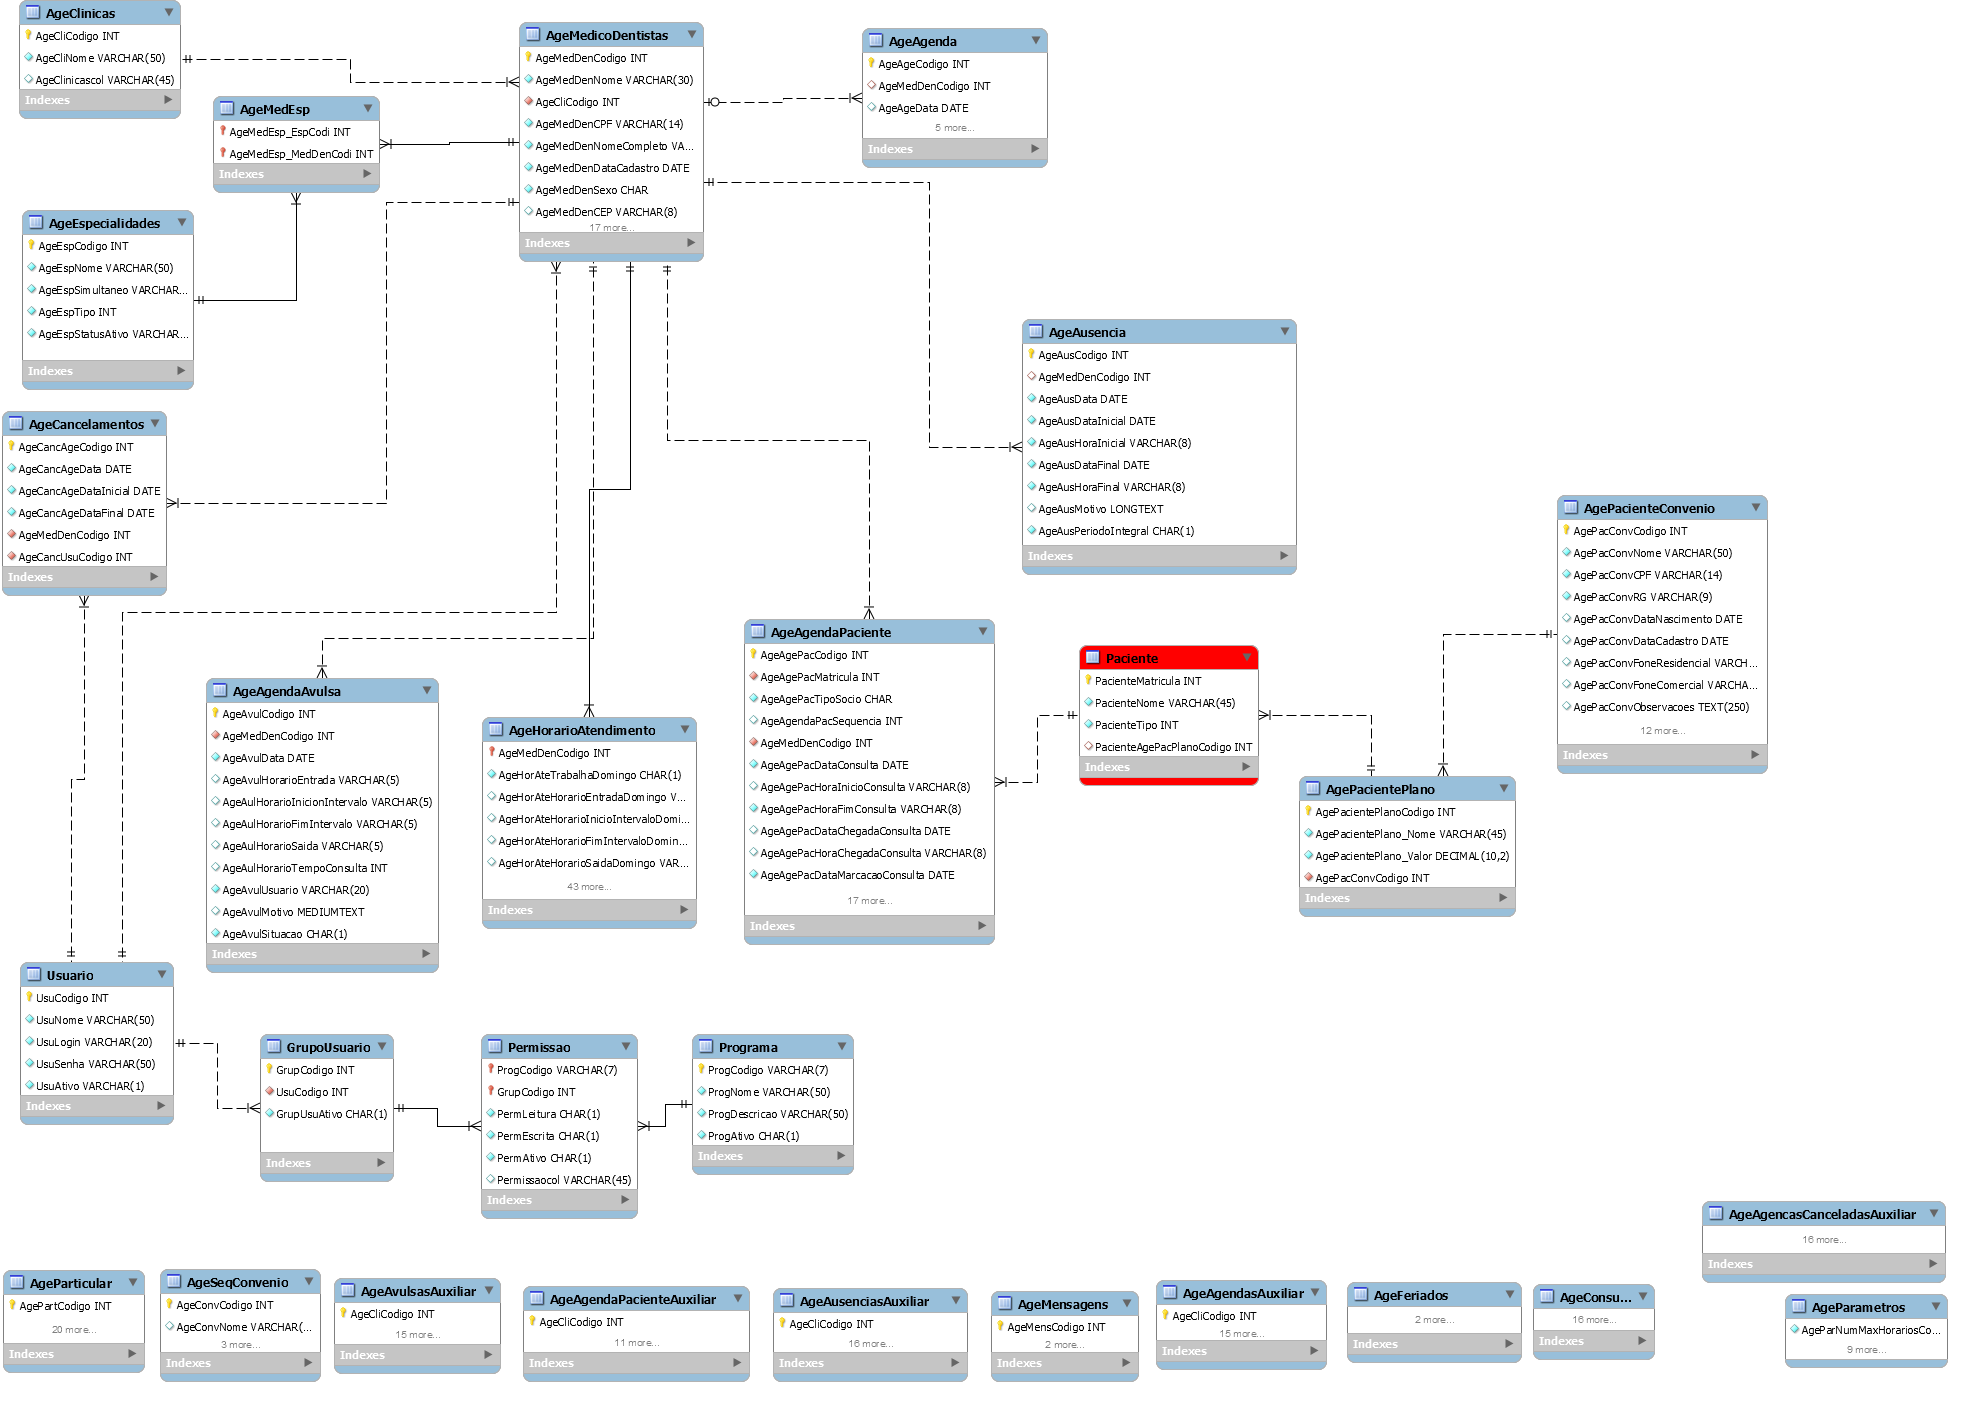 AgeClinicas
AgeCliCodigo INT
AgeCliNome VARCHAR(50)
AgeClinicascol VARCHAR(45)
Indexes
AgeMedEsp
AgeMedEsp_EspCodi INT
AgeMedEsp_MedDenCodi INT
Indexes
AgeEspecialidades
AgeEspCodigo INT
AgeEspNome VARCHAR(50)
AgeEspSimultaneo VARCHAR...
AgeEspTipo INT
AgeEspStatusAtivo VARCHAR...
Indexes
AgeMedicoDentistas
AgeMedDenCodigo INT
AgeMedDenNome VARCHAR(30)
AgeCliCodigo INT
AgeMedDenCPF VARCHAR(14)
AgeMedDenNomeCompleto VA...
AgeMedDenDataCadastro DATE
AgeMedDenSexo CHAR
AgeMedDenCEP VARCHAR(8)
17 more...
Indexes
AgeAgenda
AgeAgeCodigo INT
AgeMedDenCodigo INT
AgeAgeData DATE
5 more...
Indexes
AgeAusencia
AgeAusCodigo INT
AgeMedDenCodigo INT
AgeAusData DATE
AgeAusDataInicial DATE
AgeAusHoraInicial VARCHAR(8)
AgeAusDataFinal DATE
AgeAusHoraFinal VARCHAR(8)
AgeAusMotivo LONGTEXT
AgeAusPeriodoIntegral CHAR(1)
Indexes
AgeCancelamentos
AgeCancAgeCodigo INT
AgeCancAgeData DATE
AgeCancAgeDataInicial DATE
AgeCancAgeDataFinal DATE
AgeMedDenCodigo INT
AgeCancUsuCodigo INT
Indexes
AgePacienteConvenio
AgePacConvCodigo INT
AgePacConvNome VARCHAR(50)
AgePacConvCPF VARCHAR(14)
AgePacConvRG VARCHAR(9)
AgePacConvDataNascimento DATE
AgePacConvDataCadastro DATE
AgePacConvFoneResidencial VARCH...
AgePacConvFoneComercial VARCHA...
AgePacConvObservacoes TEXT(250)
12 more...
Indexes
AgeAgendaAvulsa
AgeAvulCodigo INT
AgeMedDenCodigo INT
AgeAvulData DATE
AgeAvulHorarioEntrada VARCHAR(5)
AgeAulHorarioInicionIntervalo VARCHAR(5)
AgeAulHorarioFimIntervalo VARCHAR(5)
AgeAulHorarioSaida VARCHAR(5)
AgeAulHorarioTempoConsulta INT
AgeAvulUsuario VARCHAR(20)
AgeAvulMotivo MEDIUMTEXT
AgeAvulSituacao CHAR(1)
Indexes
AgeHorarioAtendimento
AgeMedDenCodigo INT
AgeHorAteTrabalhaDomingo CHAR(1)
AgeHorAteHorarioEntradaDomingo V...
AgeHorAteHorarioInicioIntervaloDomi...
AgeHorAteHorarioFimIntervaloDomin...
AgeHorAteHorarioSaidaDomingo VAR...
43 more...
Indexes
AgeAgendaPaciente
AgeAgePacCodigo INT
AgeAgePacMatricula INT
AgeAgePacTipoSocio CHAR
AgeAgendaPacSequencia INT
AgeMedDenCodigo INT
AgeAgePacDataConsulta DATE
AgeAgePacHoraInicioConsulta VARCHAR(8)
AgeAgePacHoraFimConsulta VARCHAR(8)
AgeAgePacDataChegadaConsulta DATE
AgeAgePacHoraChegadaConsulta VARCHAR(8)
AgeAgePacDataMarcacaoConsulta DATE
17 more...
Indexes
Paciente
PacienteMatricula INT
PacienteNome VARCHAR(45)
PacienteTipo INT
PacienteAgePacPlanoCodigo INT
Indexes
AgePacientePlano
AgePacientePlanoCodigo INT
AgePacientePlano_Nome VARCHAR(45)
AgePacientePlano_Valor DECIMAL(10,2)
AgePacConvCodigo INT
Indexes
Usuario
UsuCodigo INT
UsuNome VARCHAR(50)
UsuLogin VARCHAR(20)
UsuSenha VARCHAR(50)
UsuAtivo VARCHAR(1)
Indexes
GrupoUsuario
GrupCodigo INT
UsuCodigo INT
GrupUsuAtivo CHAR(1)
Indexes
Permissao
ProgCodigo VARCHAR(7)
GrupCodigo INT
PermLeitura CHAR(1)
PermEscrita CHAR(1)
PermAtivo CHAR(1)
Permissaocol VARCHAR(45)
Indexes
Programa
ProgCodigo VARCHAR(7)
ProgNome VARCHAR(50)
ProgDescricao VARCHAR(50)
ProgAtivo CHAR(1)
Indexes
AgeAgencasCanceladasAuxiliar
16 more...
Indexes
AgeParticular
AgePartCodigo INT
20 more...
Indexes
AgeSeqConvenio
AgeConvCodigo INT
AgeConvNome VARCHAR(...
3 more...
Indexes
AgeAvulsasAuxiliar
AgeCliCodigo INT
15 more...
Indexes
AgeAgendaPacienteAuxiliar
AgeCliCodigo INT
11 more...
Indexes
AgeAusenciasAuxiliar
AgeCliCodigo INT
16 more...
Indexes
AgeMensagens
AgeMensCodigo INT
2 more...
Indexes
AgeAgendasAuxiliar
AgeCliCodigo INT
15 more...
Indexes
AgeFeriados
2 more...
Indexes
AgeConsu...
16 more...
Indexes
AgeParametros
AgeParNumMaxHorariosCo...
9 more...